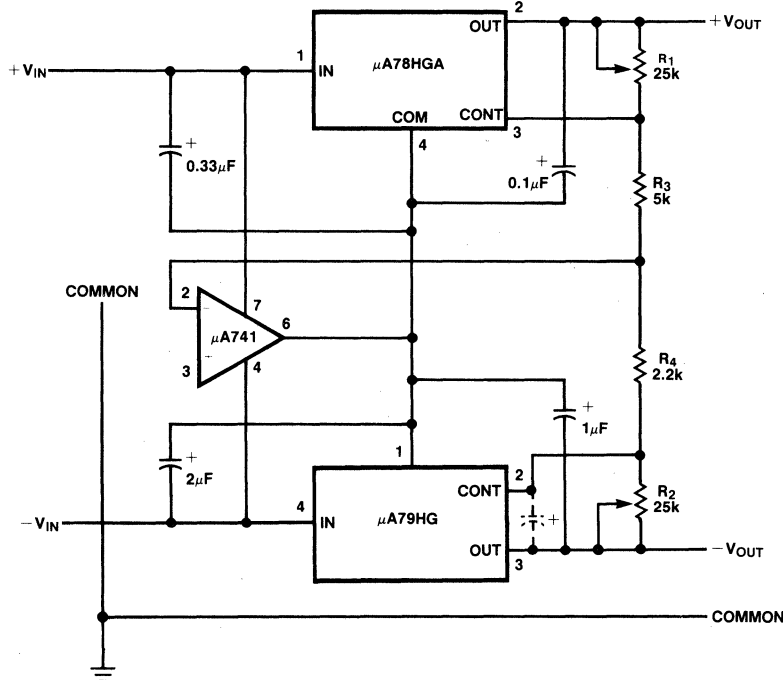 2
OUT
+VOUT
μA78HGA
R1
25k
1
+VIN
IN
CONT
COM
3
4
+
0.33μF
+
0.1μF
R3
5k
COMMON
2
7
−
μA741
6
3
4
R4
2.2k
+
1μF
1
+
2μF
2
CONT
μA79HG
R2
25k
4
−VIN
IN
+
OUT
3
−VOUT
COMMON